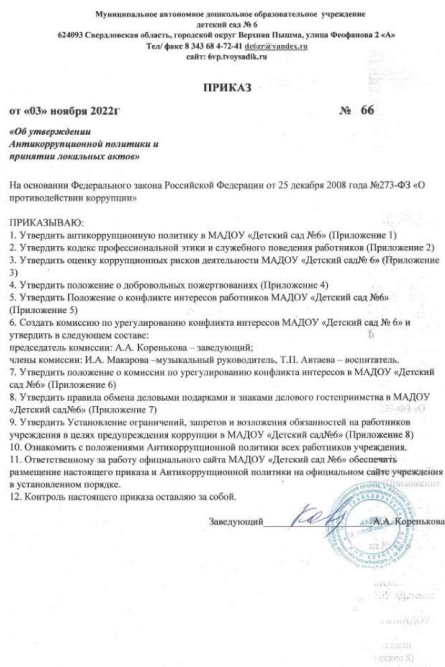 Муниципальное автономное дошкольное образовательное учреждение
детский сад № 6
624093 Свердловская область, городской округ Верхняя Пышма, улица Феофанова 2 «А»
Тел/ факс 8 343 68 4-72-41 dc6zr@yandex.ru
сайт: 6vp.tvoysadik.ru
ПРИКАЗ
от «03» ноября 2022г № 66
«Об утверждении
Антикоррупционной политики и
принятии локальных актов»
На основании Федерального закона Российской Федерации от 25 декабря 2008 года №273-ФЗ «О
противодействии коррупции»
ПРИКАЗЫВАЮ:
1. Утвердить антикоррупционную политику в МАДОУ «Детский сад №6» (Приложение 1)
2. Утвердить кодекс профессиональной этики и служебного поведения работников (Приложение 2)
3. Утвердить оценку коррупционных рисков деятельности МАДОУ «Детский сад№ 6» (Приложение
3)
4. Утвердить положение о добровольных пожертвованиях (Приложение 4)
5. Утвердить Положение о конфликте интересов работников МАДОУ «Детский сад №6»
(Приложение 5)
6. Создать комиссию по урегулированию конфликта интересов МАДОУ «Детский сад № 6» и
утвердить в следующем составе:
председатель комиссии: А.А. Коренькова – заведующий;
члены комиссии: И.А. Макарова –музыкальный руководитель, Т.П. Автаева – воспитатель.
7. Утвердить положение о комиссии по урегулированию конфликта интересов в МАДОУ «Детский
сад №6» (Приложение 6)
8. Утвердить правила обмена деловыми подарками и знаками делового гостеприимства в МАДОУ
«Детский сад№6» (Приложение 7)
9. Утвердить Установление ограничений, запретов и возложения обязанностей на работников
учреждения в целях предупреждения коррупции в МАДОУ «Детский сад№6» (Приложение 8)
10. Ознакомить с положениями Антикоррупционной политики всех работников учреждения.
11. Ответственному за работу официального сайта МАДОУ «Детский сад №6» обеспечить
размещение настоящего приказа и Антикоррупционной политики на официальном сайте учреждения
в установленном порядке.
12. Контроль настоящего приказа оставляю за собой.
Заведующий А.А. Коренькова